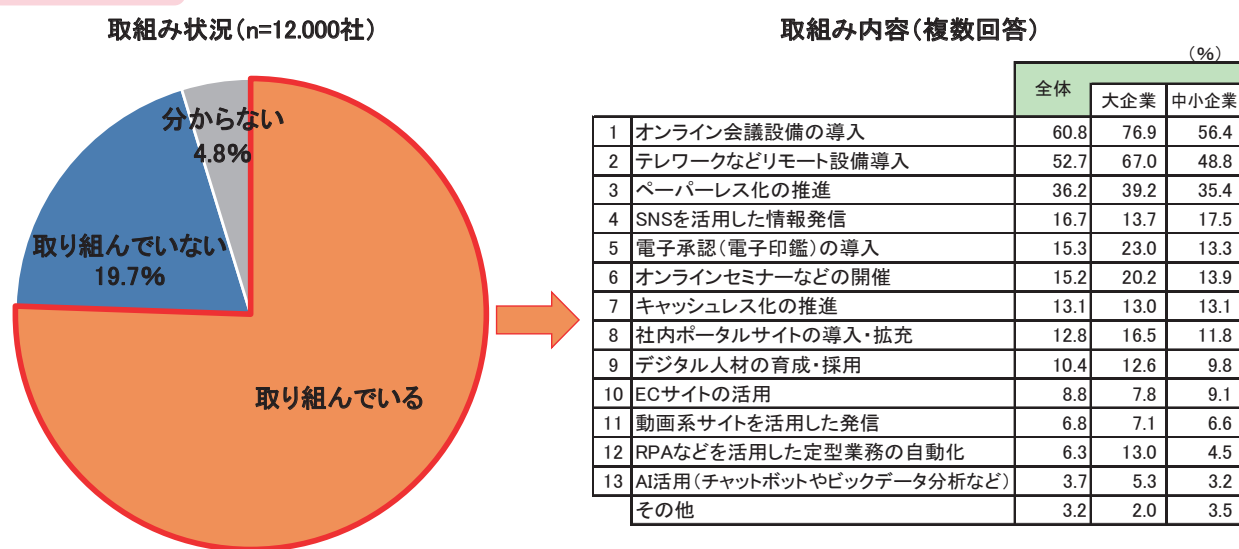 取組み状況（n=12.000社）
分からない
4.8%
取り組んでいない
19.7%
取り組んでいる
取組み内容（複数回答）
（%）
全体 大企業 中小企業
1 オンライン会議設備の導入 60.8 76.9 56.4
2 テレワークなどリモート設備導入 52.7 67.0 48.8
3 ペーパーレス化の推進 36.2 39.2 35.4
4 SNSを活用した情報発信 16.7 13.7 17.5
5 電子承認（電子印鑑）の導入 15.3 23.0 13.3
6 オンラインセミナーなどの開催 15.2 20.2 13.9
7 キャッシュレス化の推進 13.1 13.0 13.1
8 社内ポータルサイトの導入・拡充 12.8 16.5 11.8
9 デジタル人材の育成・採用 10.4 12.6 9.8
10 ECサイトの活用 8.8 7.8 9.1
11 動画系サイトを活用した発信 6.8 7.1 6.6
12 RPAなどを活用した定型業務の自動化 6.3 13.0 4.5
13 AI活用（チャットボットやビックデータ分析など） 3.7 5.3 3.2
その他 3.2 2.0 3.5